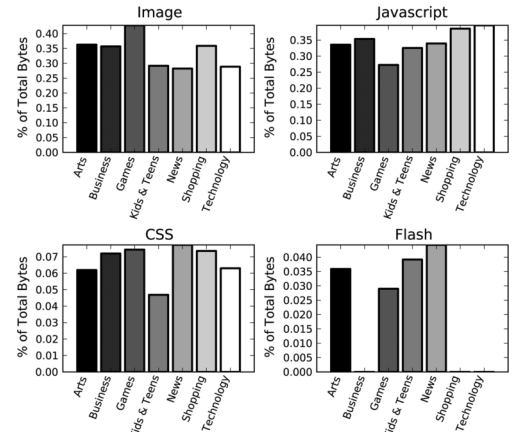 Image
% of Total Bytes
0.40
0.35
0.30
0.25
0.20
0.15
0.10
0.05
0.00
Arts
Business
Games
Kids & Teens
News
Shopping
Technology
Javascript
% of Total Bytes
0.35
0.30
0.25
0.20
0.15
0.10
0.05
0.00
Arts
Business
Games
Kids & Teens
News
Shopping
Technology
CSS
% of Total Bytes
0.07
0.06
0.05
0.04
0.03
0.02
0.01
0.00
Arts
Business
Games
ids & Teens
News
Shopping
Technology
Flash
% of Total Bytes
0.040
0.035
0.030
0.025
0.020
0.015
0.010
0.005
0.000
Arts
Business
Games
ids & Teens
News
Shopping
Technology